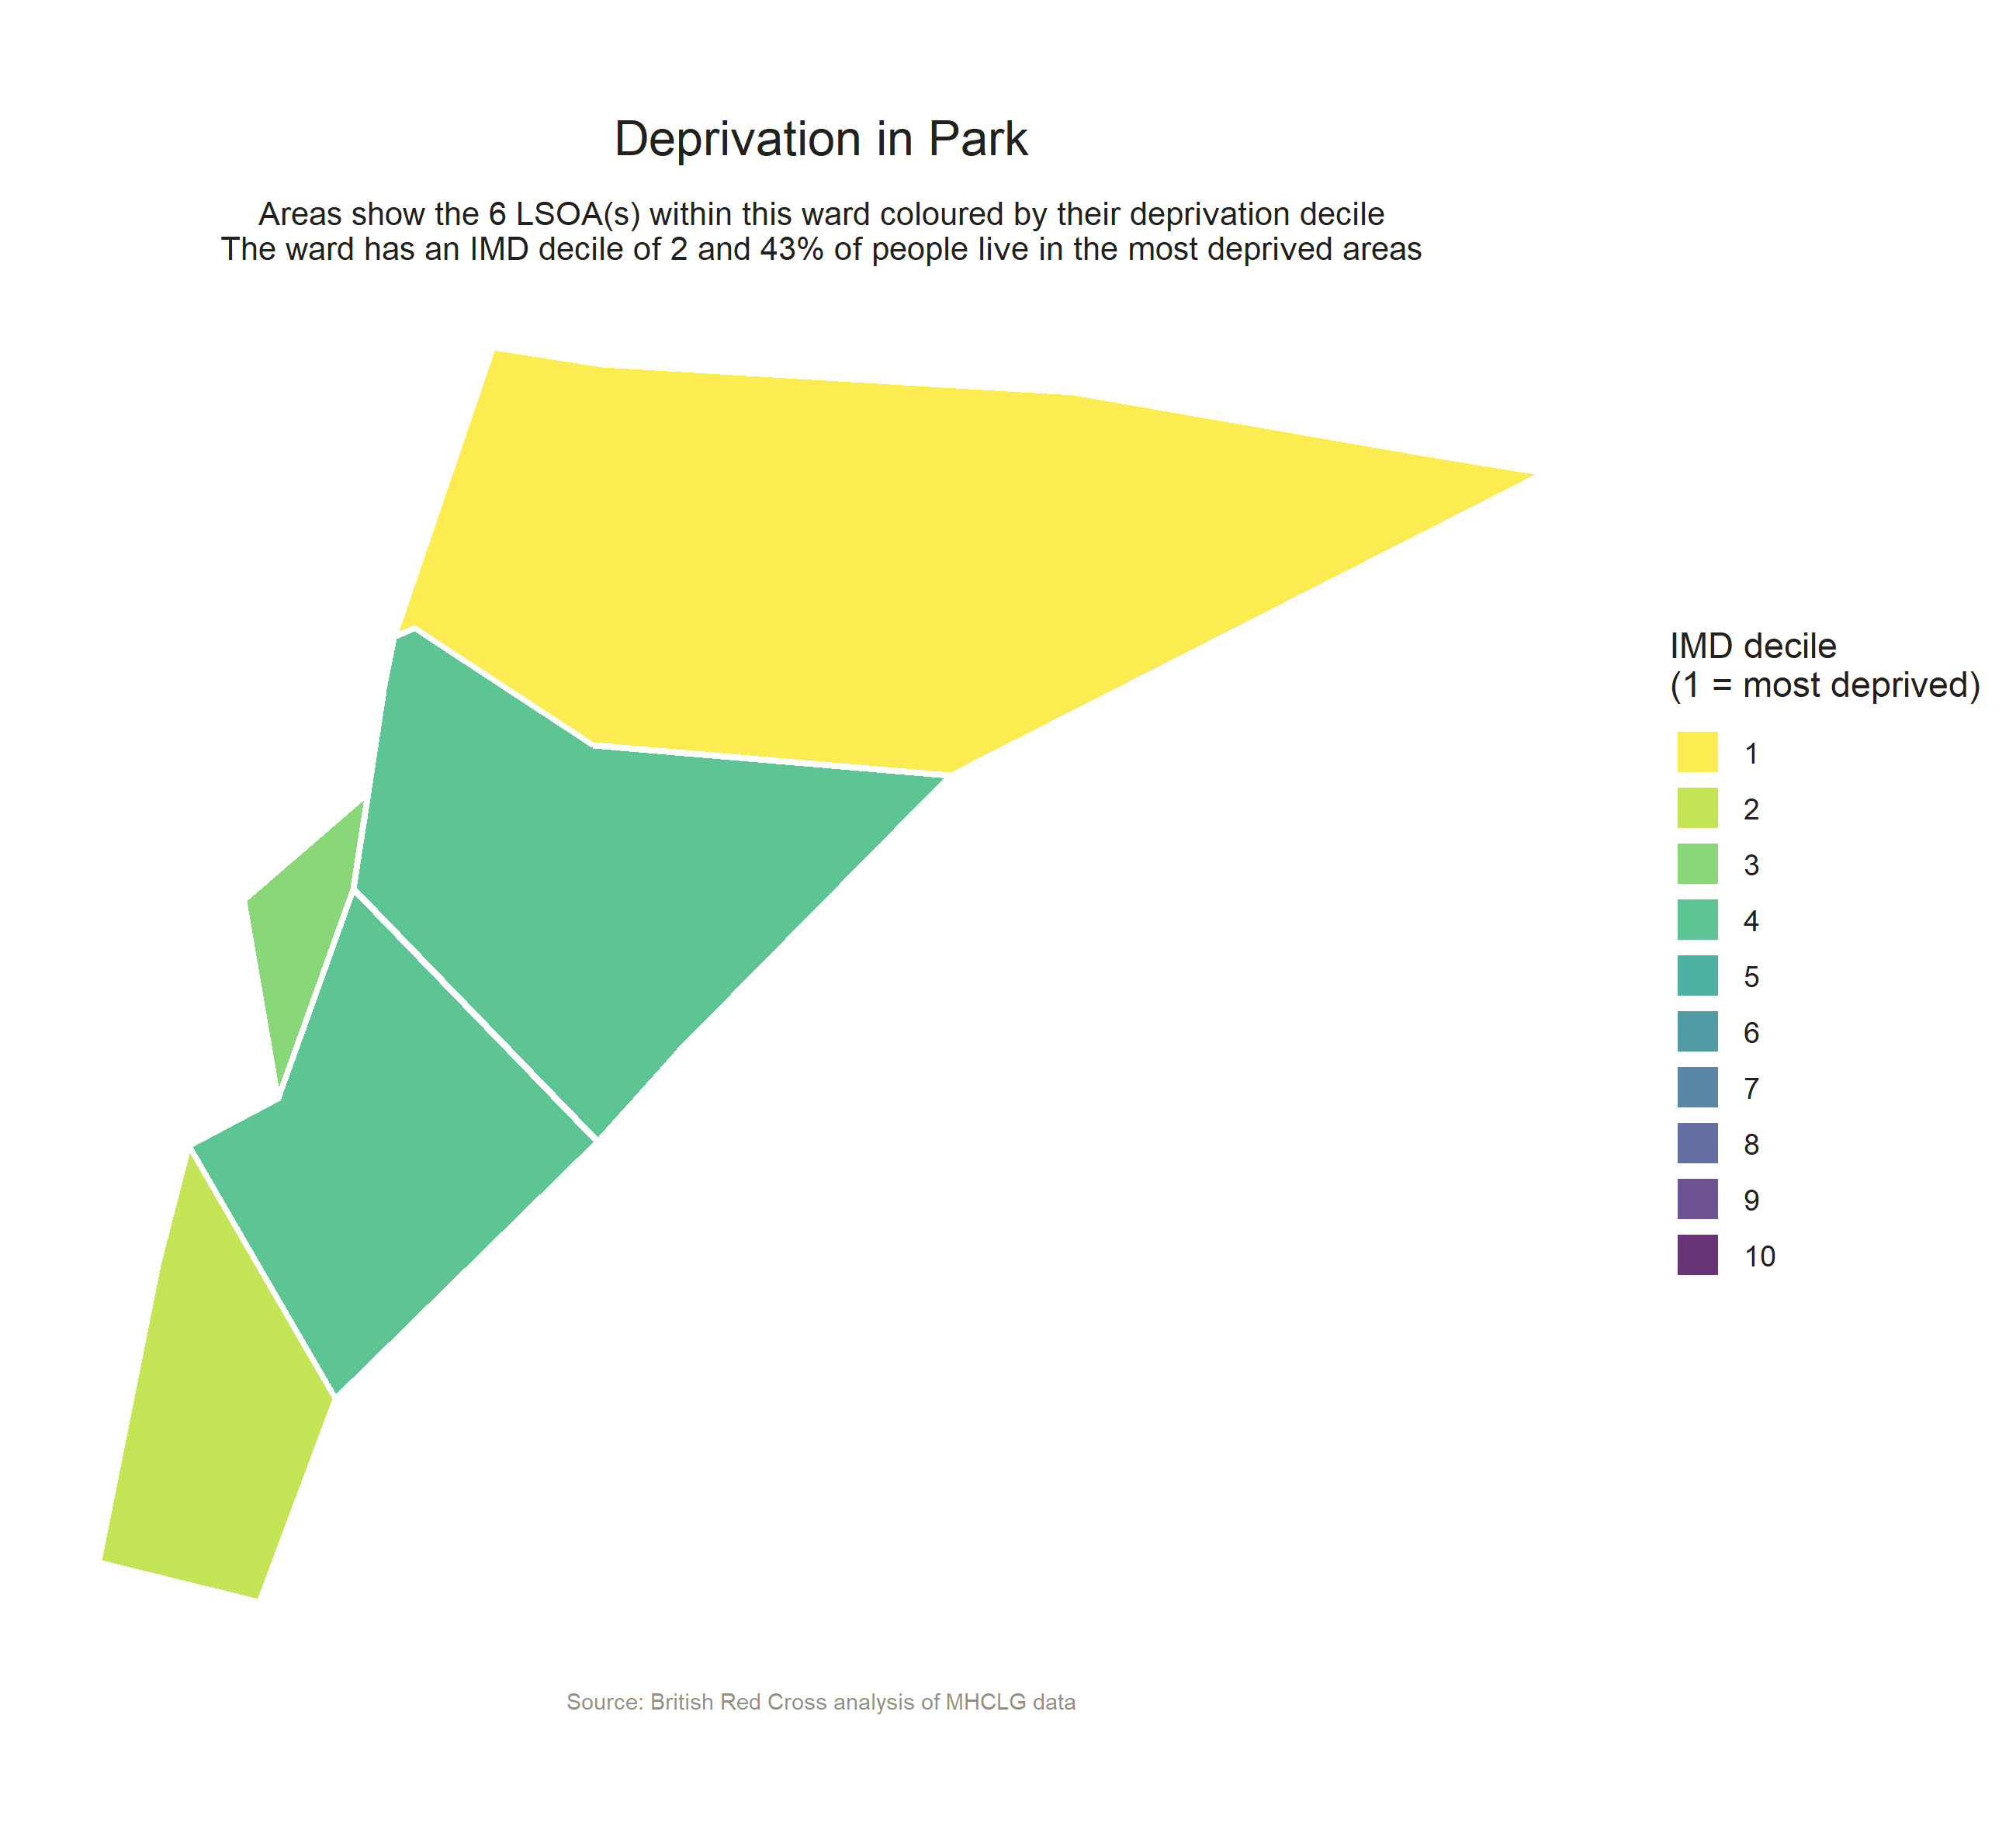 Deprivation in Park
Areas show the 6 LSOA(s) within this ward coloured by their deprivation decile
The ward has an IMD decile of 2 and 43% of people live in the most deprived areas
IMD decile
(1 = most deprived)
1
2
3
4
5
6
7
8
9
10
Source: British Red Cross analysis of MHCLG data